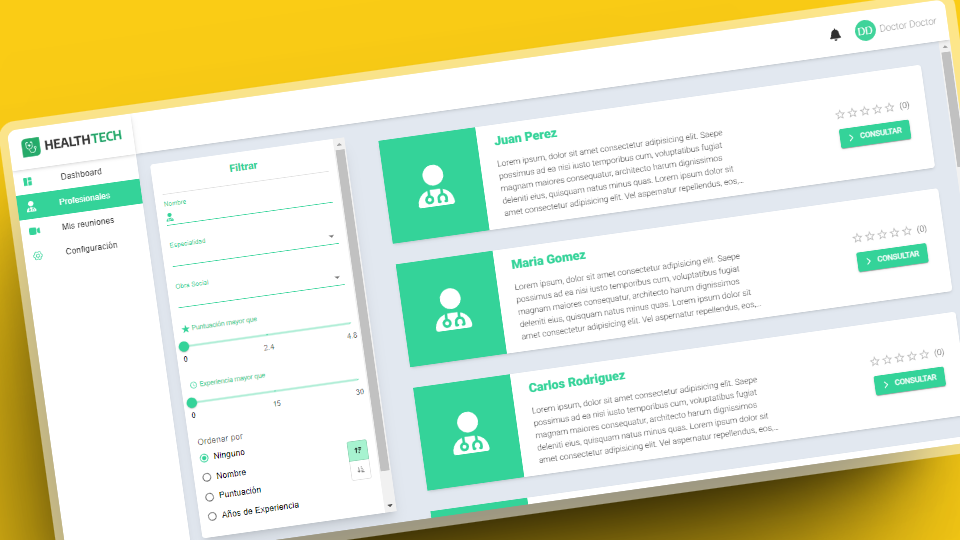 DD Doctor Doctor
HEALTHTECH
Dashboard
Profesionales
Mis reuniones
Configuración
Filtrar
Nombre
Especialidad
Obra Social
Puntuación mayor que
0 2.4 4.8
Experiencia mayor que
0 15 30
Ordenar por
Ninguno
Nombre
Puntuación
Años de Experiencia
Juan Perez
Lorem ipsum, dolor sit amet consectetur adipisicing elit. Saepe
possimus ad ea nisi iusto temporibus cum, voluptatibus fugiat
magnam maiores consequatur, architecto harum dignissimos
deleniti eius, quisquam natus minus quas. Lorem ipsum dolor sit
amet consectetur adipisicing elit. Vel aspernatur repellendus, eos,...
(0)
CONSULTAR
Maria Gomez
Lorem ipsum, dolor sit amet consectetur adipisicing elit. Saepe
possimus ad ea nisi iusto temporibus cum, voluptatibus fugiat
magnam maiores consequatur, architecto harum dignissimos
deleniti eius, quisquam natus minus quas. Lorem ipsum dolor sit
amet consectetur adipisicing elit. Vel aspernatur repellendus, eos,...
(0)
CONSULTAR
Carlos Rodriguez
Lorem ipsum, dolor sit amet consectetur adipisicing elit. Saepe
possimus ad ea nisi iusto temporibus cum, voluptatibus fugiat
magnam maiores consequatur, architecto harum dignissimos
deleniti eius, quisquam natus minus quas. Lorem ipsum dolor sit
amet consectetur adipisicing elit. Vel aspernatur repellendus, eos,...
(0)
CONSULTAR